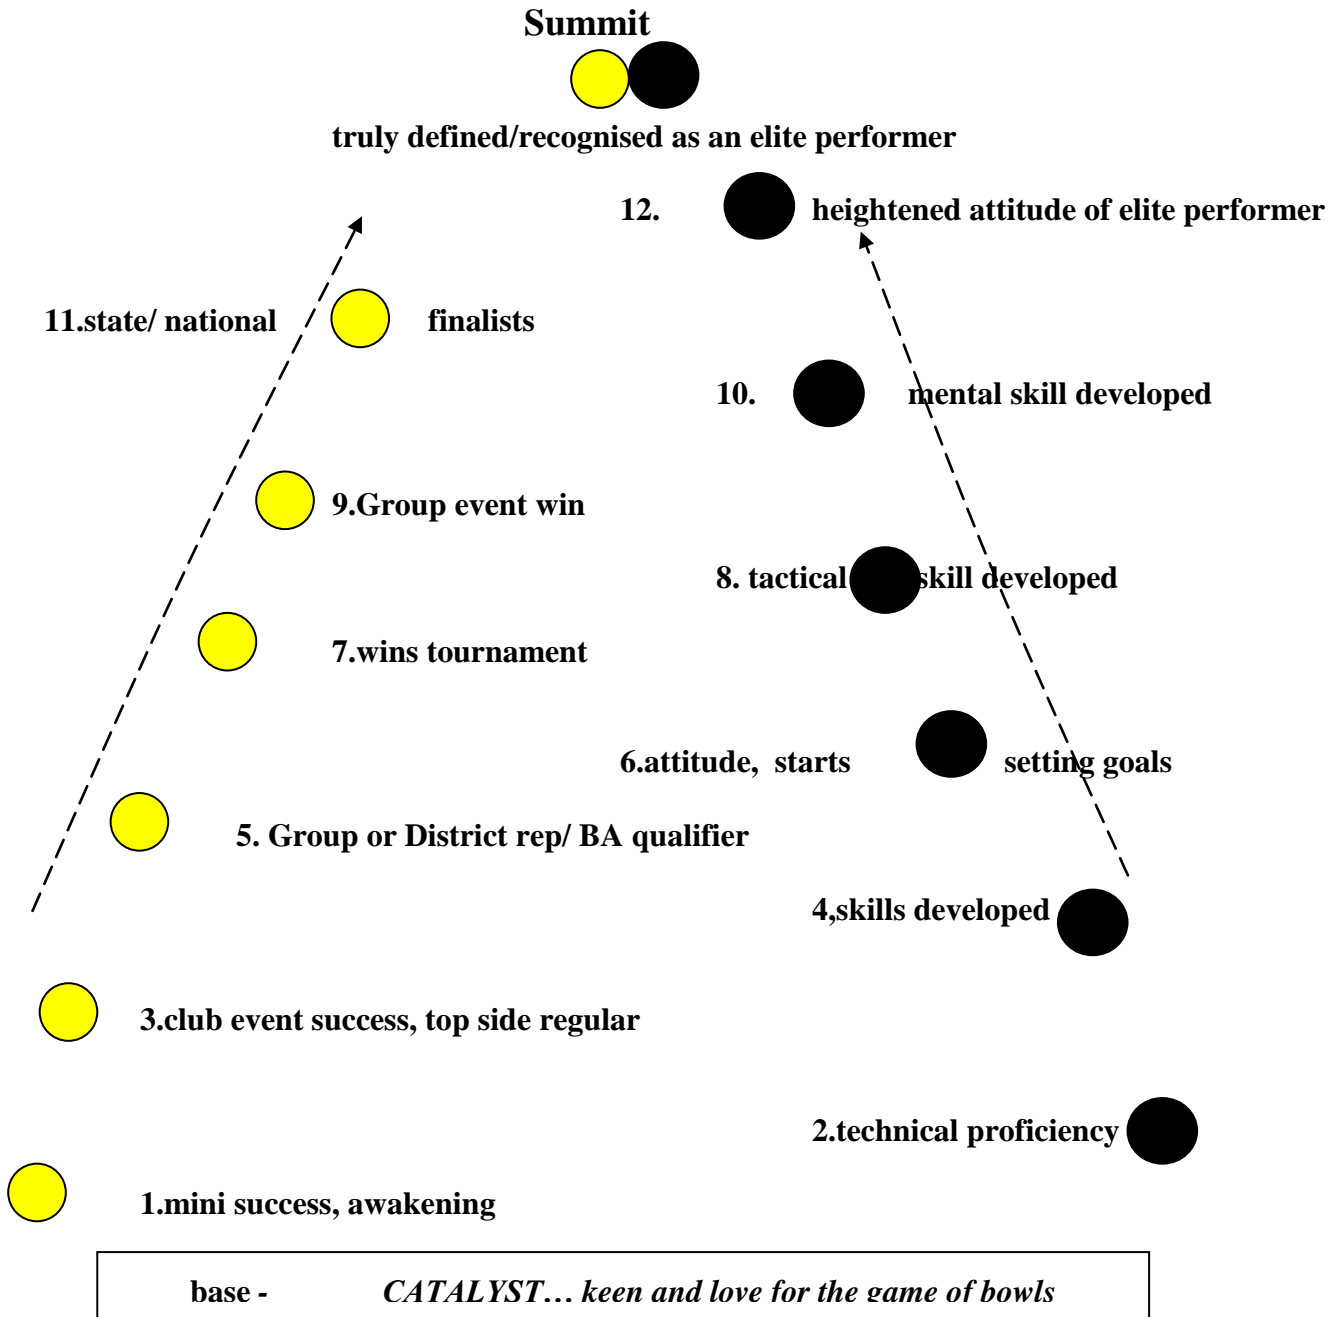 Summit
truly defined/recognised as an elite performer
12. heightened attitude of elite performer
11.state/ national finalists
10. mental skill developed
9.Group event win
8. tactical skill developed
7.wins tournament
6.attitude, starts setting goals
5. Group or District rep/ BA qualifier
4,skills developed
3.club event success, top side regular
2.technical proficiency
1.mini success, awakening
base - CATALYST… keen and love for the game of bowls